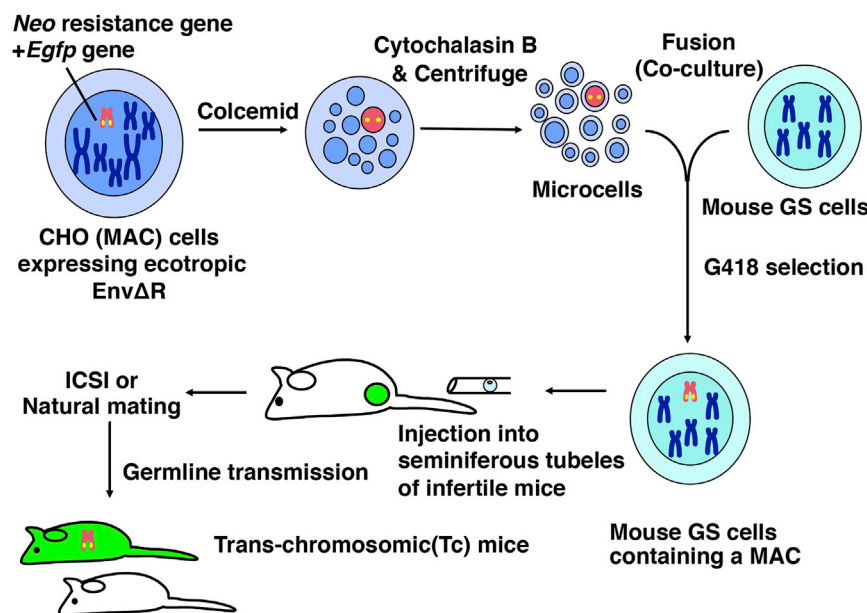 Neo resistance gene
+Egfp gene
Colcemid
Cytochalasin B
& Centrifuge
Fusion
(Co-culture)
Microcells
Mouse GS cells
CHO (MAC) cells
expressing ecotropic
EnvΔR
G418 selection
ICSI or
Natural mating
Injection into
seminiferous tubeles
of infertile mice
Germline transmission
Mouse GS cells
containing a MAC
Trans-chromosomic(Tc) mice